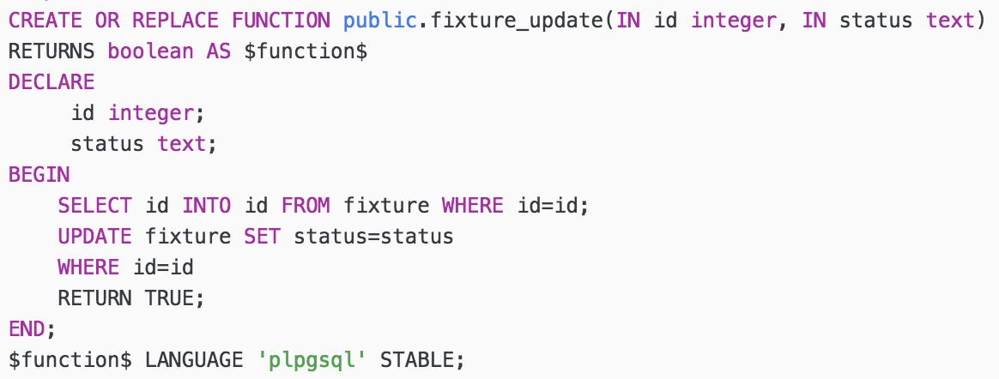 CREATE OR REPLACE FUNCTION public.fixture_update(IN id integer, IN status text)
RETURNS boolean AS $function$
DECLARE
     id integer;
     status text;
BEGIN
    SELECT id INTO id FROM fixture WHERE id=id;
    UPDATE fixture SET status=status
    WHERE id=id
    RETURN TRUE;
END;
$function$ LANGUAGE 'plpgsql' STABLE;